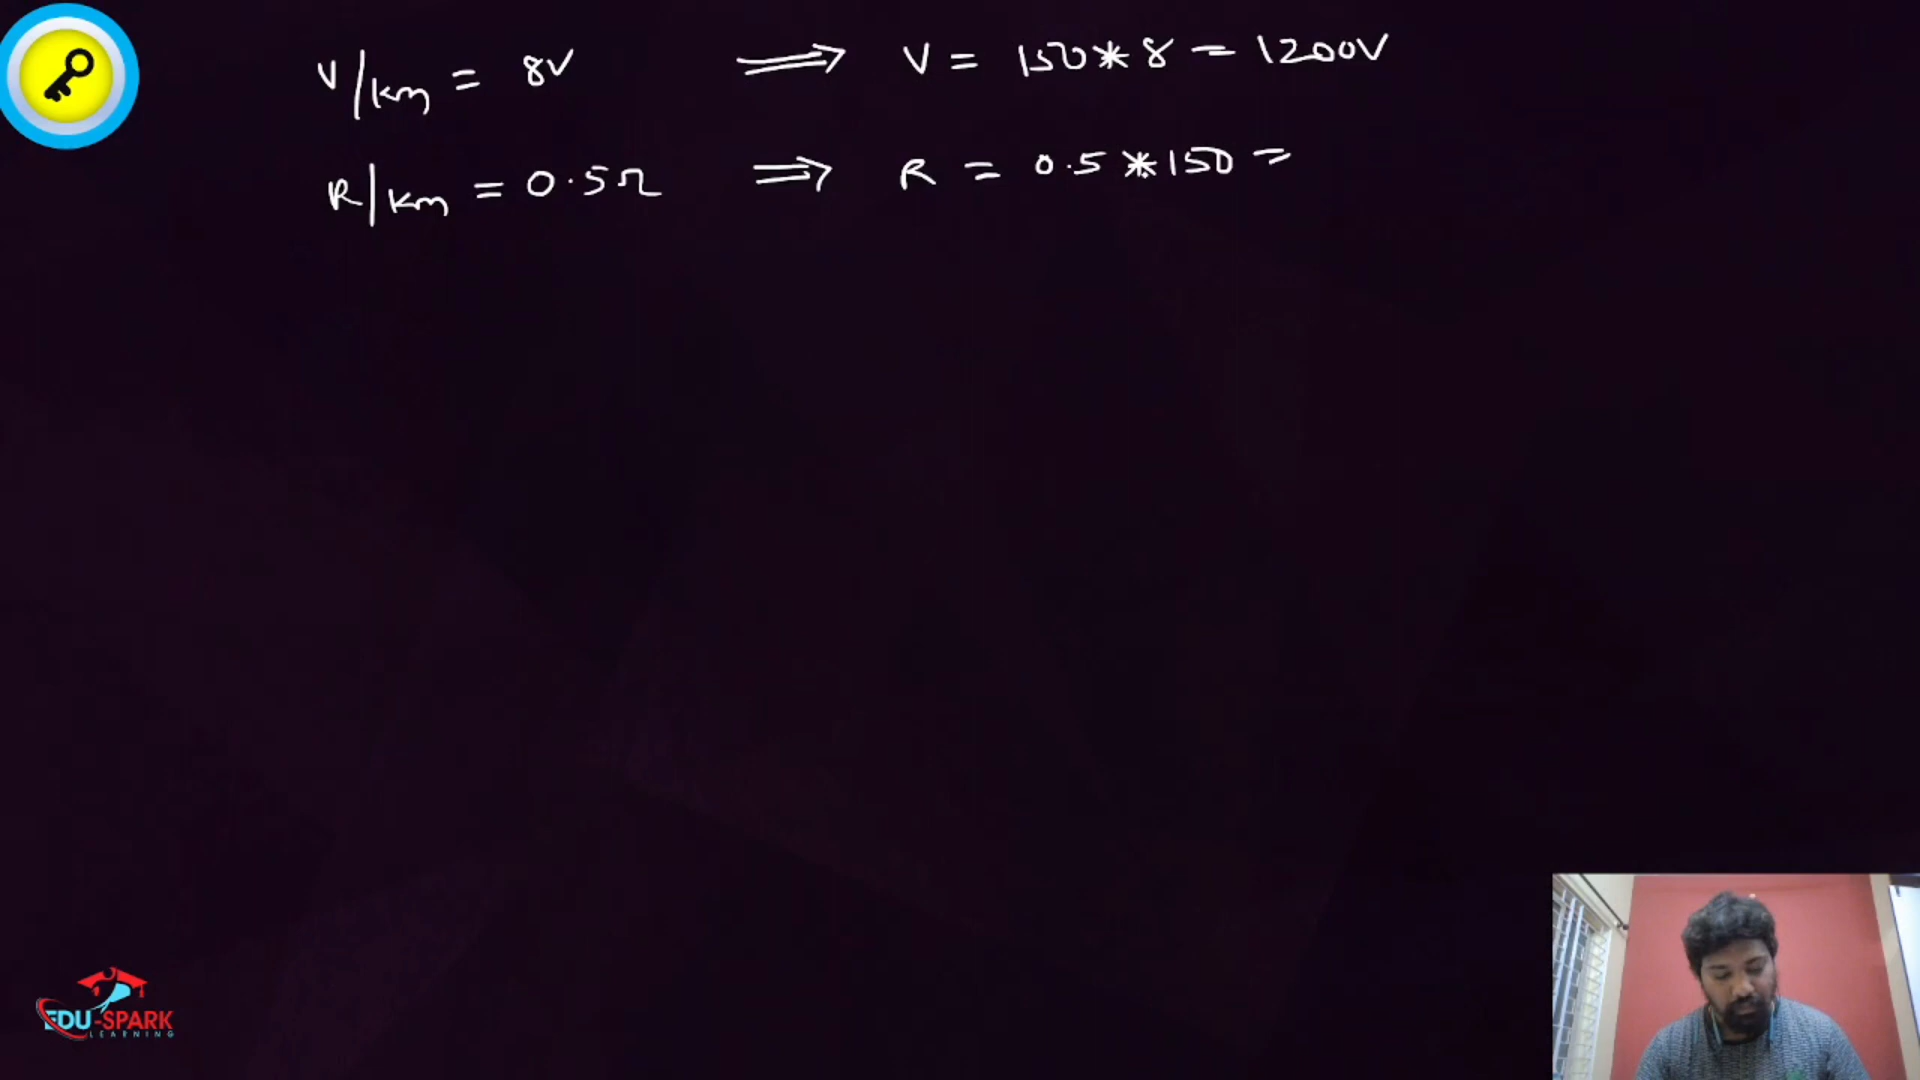 V/km = 8V ⟹ V = 150*8 = 1200V
R/km = 0.5Ω ⟹ R = 0.5*150 =
EDU-SPARK
LEARNING